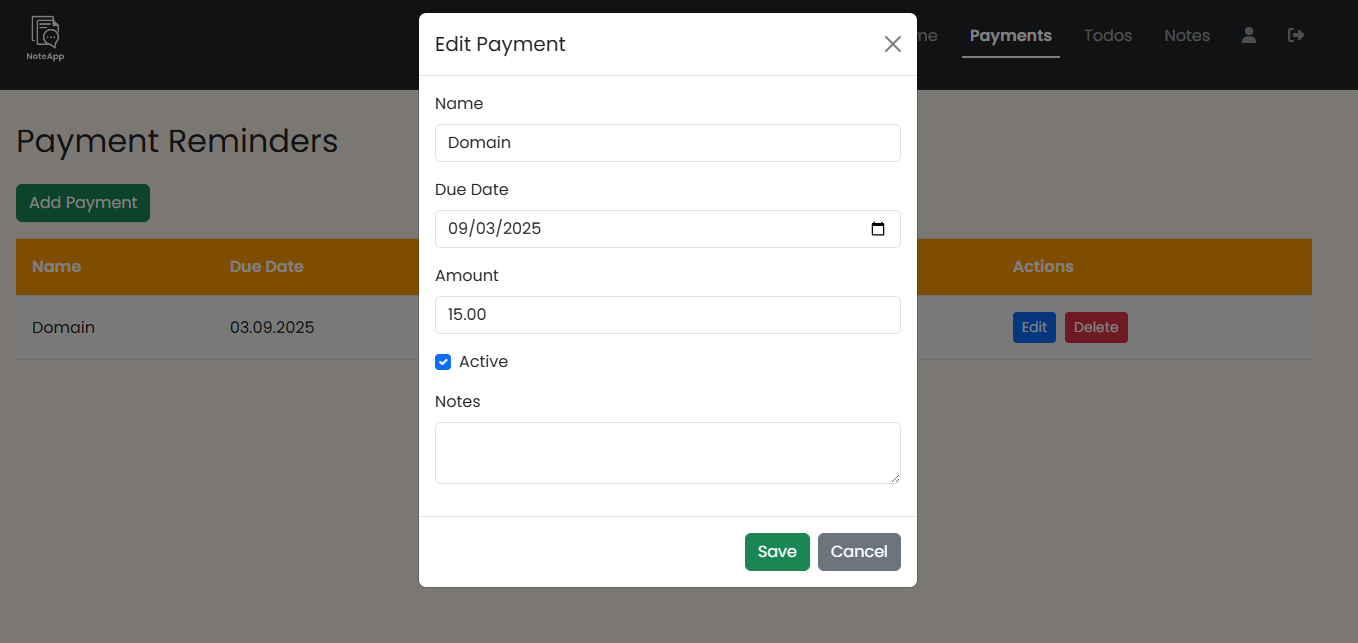 NoteApp
Payments
Todos
Notes
Payment Reminders
Add Payment
Name
Due Date
Actions
Domain
03.09.2025
Edit
Delete
Edit Payment
Name
Domain
Due Date
09/03/2025
Amount
15.00
Active
Notes
Save
Cancel